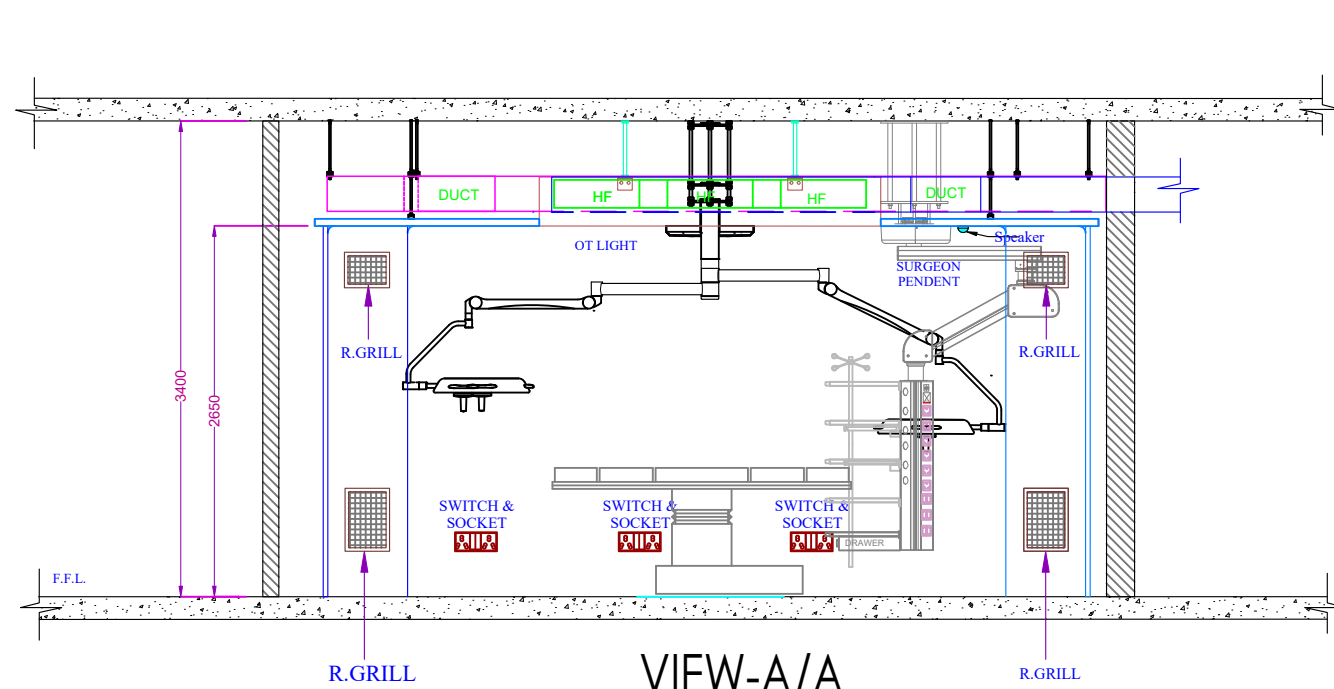 DUCT
HF
HF
HF
DUCT
OT LIGHT
Speaker
SURGEON
PENDENT
R.GRILL
R.GRILL
3400
2650
SWITCH &
SOCKET
SWITCH &
SOCKET
SWITCH &
SOCKET
DRAWER
F.F.L.
R.GRILL
VIEW-A/A
R.GRILL